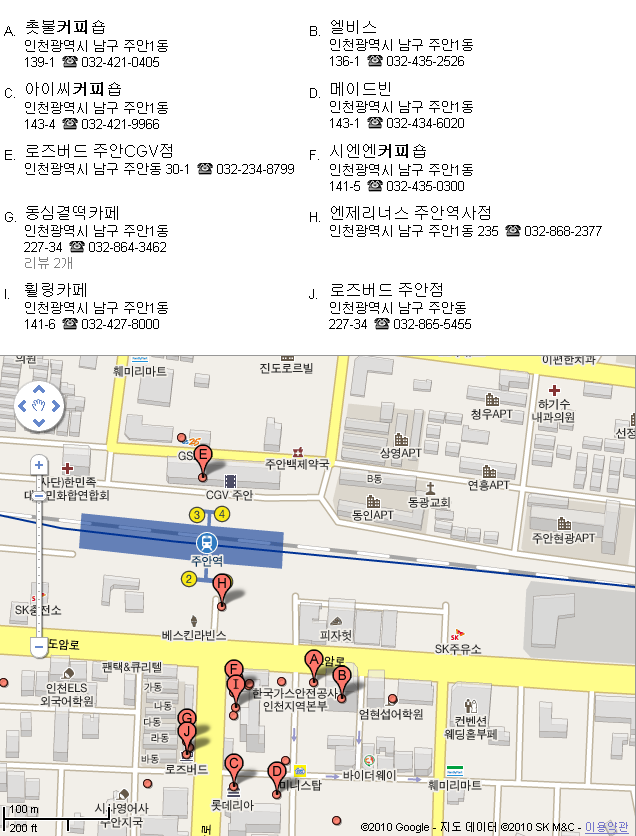 A. 촛불커피숍
인천광역시 남구 주안1동
139-1 ☎ 032-421-0405
B. 엘비스
인천광역시 남구 주안1동
136-1 ☎ 032-435-2526
C. 아이씨커피숍
인천광역시 남구 주안1동
143-4 ☎ 032-421-9966
D. 메이드빈
인천광역시 남구 주안1동
143-1 ☎ 032-434-6020
E. 로즈버드 주안CGV점
인천광역시 남구 주안동 30-1 ☎ 032-234-8799
F. 시엔엔커피숍
인천광역시 남구 주안1동
141-5 ☎ 032-435-0300
G. 동심결떡카페
인천광역시 남구 주안1동
227-34 ☎ 032-864-3462
리뷰 2개
H. 엔제리너스 주안역사점
인천광역시 남구 주안1동 235 ☎ 032-868-2377
I. 휠링카페
인천광역시 남구 주안1동
141-6 ☎ 032-427-8000
J. 로즈버드 주안점
인천광역시 남구 주안동
227-34 ☎ 032-865-5455
의원
훼미리마트
진도로르빌
이편한치과
청우APT
하기수
내과의원
선정
상영APT
GS
25
E
주안백제약국
사단)한민족
대
민화합연합회
CGV 주안
B동
연흥APT
동광교회
동인APT
주안현광APT
3
4
주안역
2
H
SK충전소
베스킨라빈스
피자헛
SK주유소
도암로
암로
팬택&큐리텔
F
A
인천ELS
외국어학원
가동
I
한국가스안전공사
인천지역본부
B
나동
엄현섭어학원
컨벤션
웨딩홀부페
G
다동
J
라동
로즈버드
바동
C
D
바이더웨이
미니스탑
훼미리마트
롯데리아
시사영어사
주안지국
100 m
200 ft
©2010 Google - 지도 데이터 ©2010 SK M&C - 이용약관